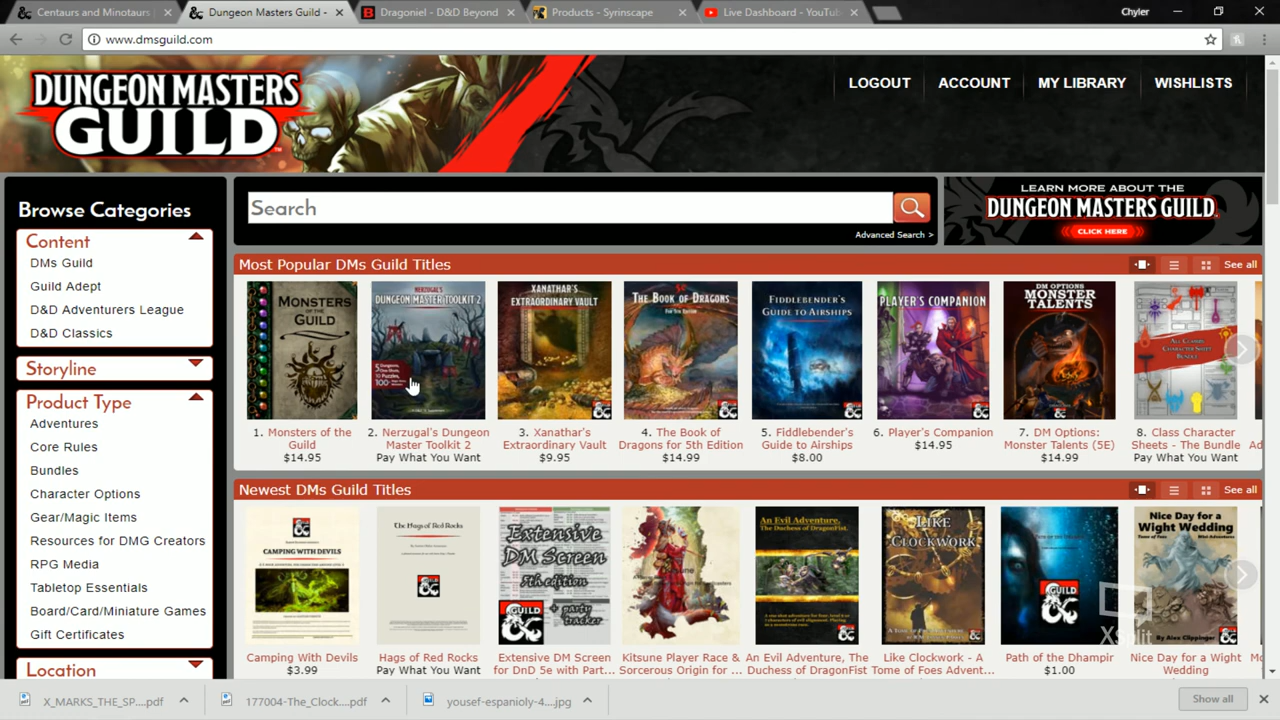 Centaurs and Minotaurs
Dungeon Masters Guild -
Dragoniel - D&D Beyond
Products - Syrinscape
Live Dashboard - YouTub
Chyler
www.dmsguild.com
DUNGEON MASTERS
GUILD
LOGOUT
ACCOUNT
MY LIBRARY
WISHLISTS
Browse Categories
Content
DMs Guild
Guild Adept
D&D Adventurers League
D&D Classics
Storyline
Product Type
Adventures
Core Rules
Bundles
Character Options
Gear/Magic Items
Resources for DMG Creators
RPG Media
Tabletop Essentials
Board/Card/Miniature Games
Gift Certificates
Location
Search
Advanced Search >
LEARN MORE ABOUT THE
DUNGEON MASTERS GUILD
CLICK HERE
Most Popular DMs Guild Titles
See all
MONSTERS
OF THE
GUILD
NERZUGAL'S
DUNGEON MASTER TOOLKIT 2
XANATHAR'S
EXTRAORDINARY VAULT
THE BOOK OF DRAGONS
FIDDLEBENDER'S
GUIDE TO AIRSHIPS
PLAYER'S COMPANION
DM OPTIONS
MONSTER
TALENTS
ALL CLASSES
CHARACTER SHEET
BUNDLE
1. Monsters of the
Guild
$14.95
2. Nerzugal's Dungeon
Master Toolkit 2
Pay What You Want
3. Xanathar's
Extraordinary Vault
$9.95
4. The Book of
Dragons for 5th Edition
$14.99
5. Fiddlebender's
Guide to Airships
$8.00
6. Player's Companion
$14.95
7. DM Options:
Monster Talents (5E)
$14.99
8. Class Character
Sheets - The Bundle
Pay What You Want
Newest DMs Guild Titles
See all
CAMPING WITH DEVILS
The Hags of Red Rocks
Extensive
DM Screen
5th edition
+ party
tracker
An Evil Adventure,
The Duchess of DragonFist.
LIKE
CLOCKWORK
Nice Day for a
Wight Wedding
By Alex Clippinger
Camping With Devils
$3.99
Hags of Red Rocks
Pay What You Want
Extensive DM Screen
for DnD 5e with Part...
Kitsune Player Race &
Sorcerous Origin for ...
An Evil Adventure, The
Duchess of DragonFist
Like Clockwork - A
Tome of Foes Advent...
Path of the Dhampir
$1.00
Nice Day for a Wight
Wedding
XSplit
X_MARKS_THE_SP....pdf
177004-The_Clock....pdf
yousef-espanioly-4....jpg
Show all